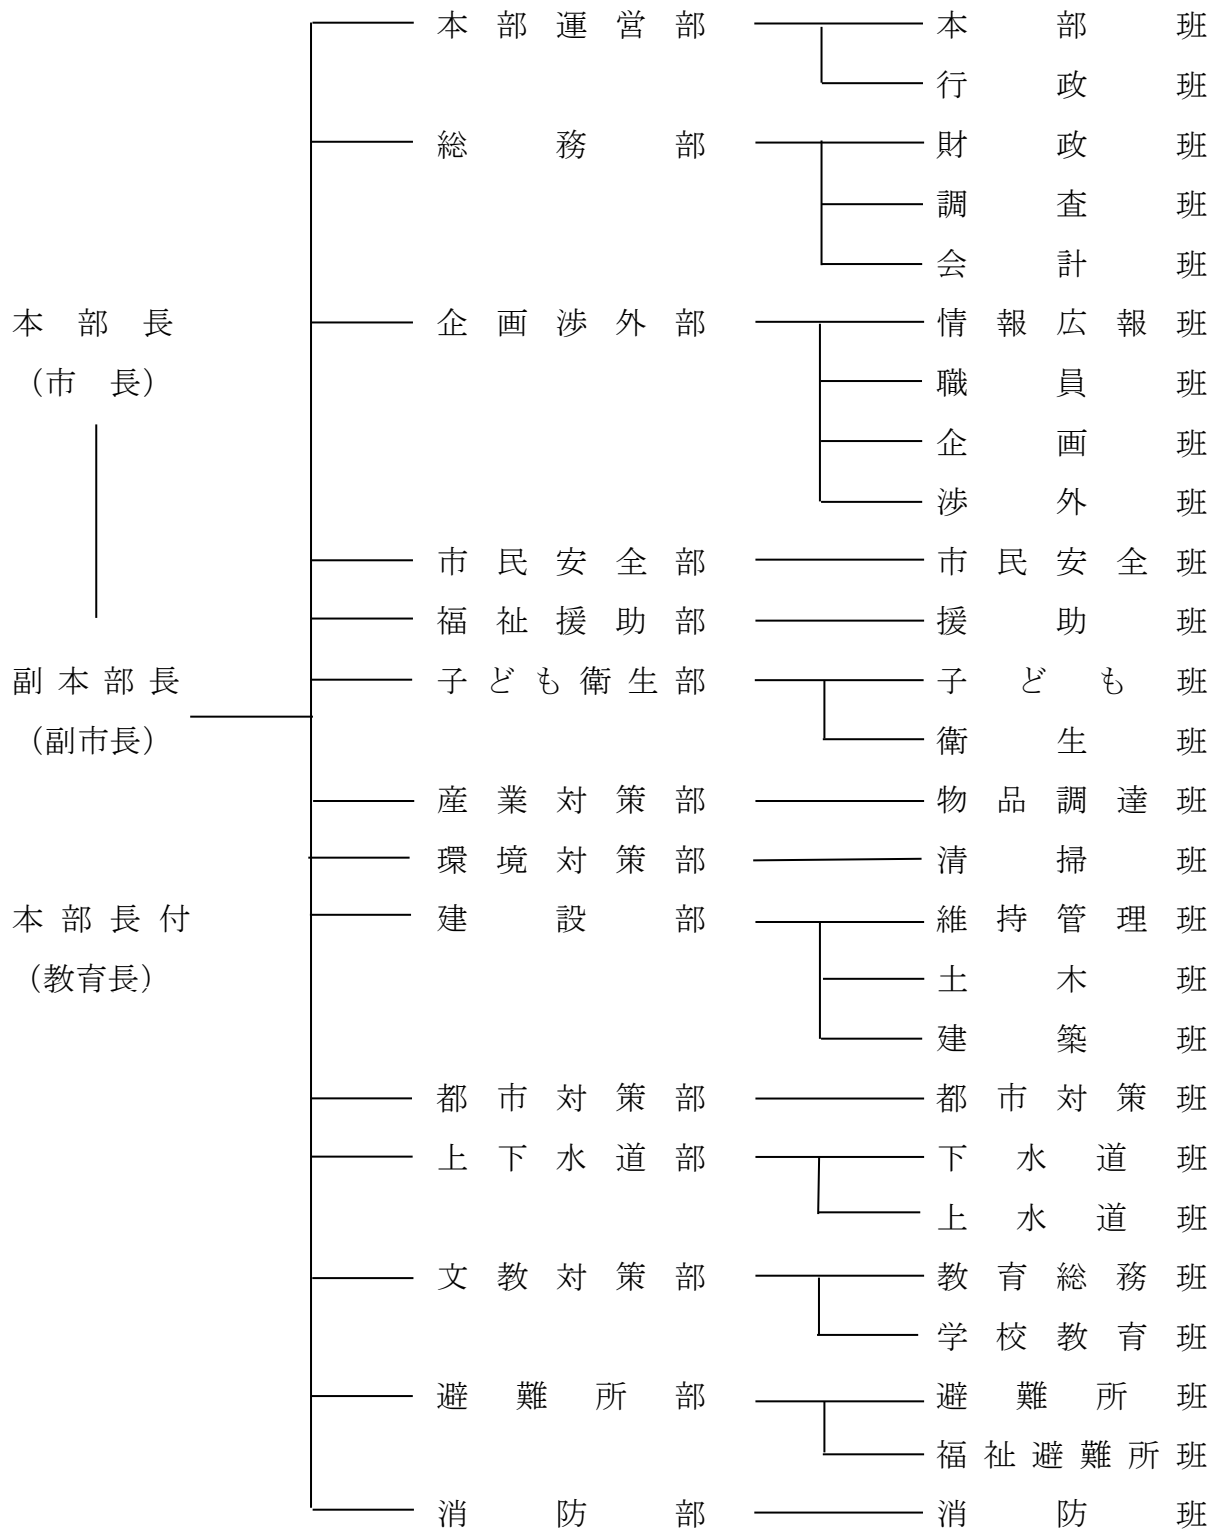 本部運営部 本部班
行政班
総務部 財政班
調査班
会計班
本部長 企画渉外部 情報広報班
（市　長） 職員班
企画班
渉外班
市民安全部 市民安全班
福祉援助部 援助班
副本部長 子ども衛生部 子ども班
（副市長） 衛生班
産業対策部 物品調達班
環境対策部 清掃班
本部長付 建設部 維持管理班
（教育長） 土木班
建築班
都市対策部 都市対策班
上下水道部 下水道班
上水道班
文教対策部 教育総務班
学校教育班
避難所部 避難所班
福祉避難所班
消防部 消防班